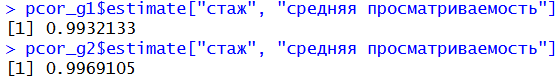 > pcor_g1$estimate["стаж", "средняя просматриваемость"]
[1] 0.9932133
> pcor_g2$estimate["стаж", "средняя просматриваемость"]
[1] 0.9969105